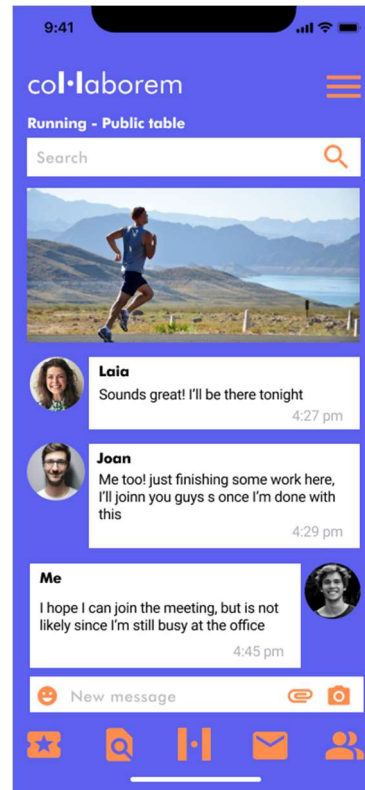 9:41
col·laborem
Running - Public table
Search
Laia
Sounds great! I'll be there tonight
4:27 pm
Joan
Me too! just finishing some work here,
I'll joinn you guys s once I'm done with
this
4:29 pm
Me
I hope I can join the meeting, but is not
likely since I'm still busy at the office
4:45 pm
New message